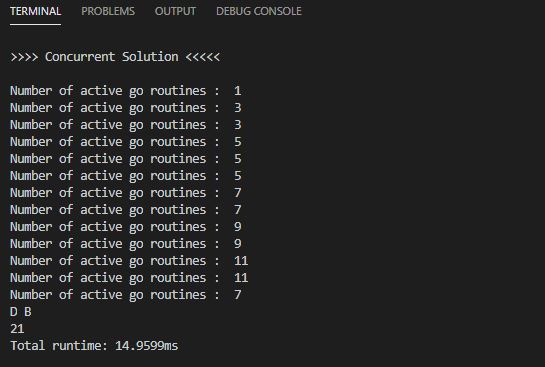 TERMINAL PROBLEMS OUTPUT DEBUG CONSOLE
>>>> Concurrent Solution <<<<<
Number of active go routines :  1
Number of active go routines :  3
Number of active go routines :  3
Number of active go routines :  5
Number of active go routines :  5
Number of active go routines :  5
Number of active go routines :  7
Number of active go routines :  7
Number of active go routines :  9
Number of active go routines :  9
Number of active go routines :  11
Number of active go routines :  11
Number of active go routines :  7
D B
21
Total runtime: 14.9599ms